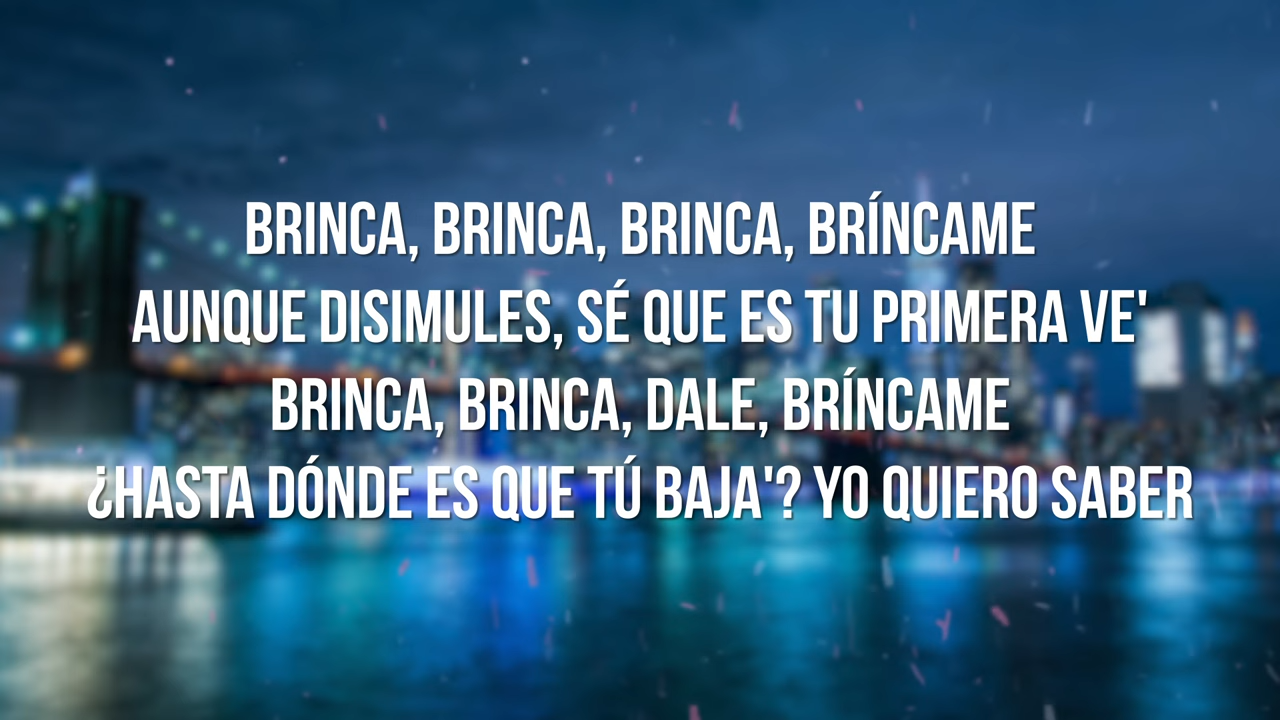 BRINCA, BRINCA, BRINCA, BRÍNCAME
AUNQUE DISIMULES, SÉ QUE ES TU PRIMERA VE'
BRINCA, BRINCA, DALE, BRÍNCAME
¿HASTA DÓNDE ES QUE TÚ BAJA'? YO QUIERO SABER